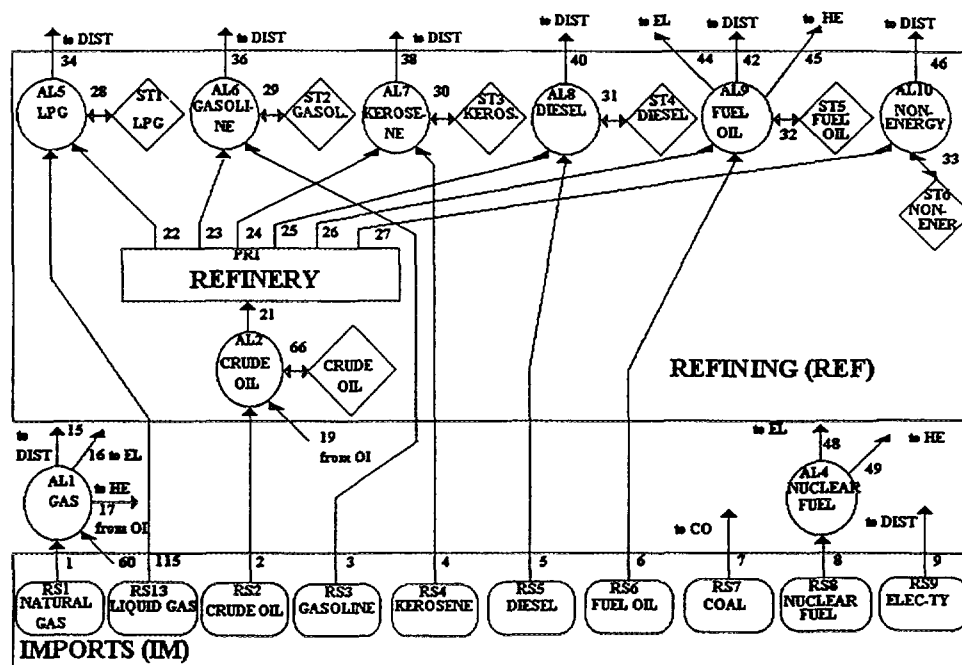 to DIST
34
to DIST
36
to DIST
38
to DIST
40
to EL
44
to DIST
42
to HE
45
to DIST
46
AL5
LPG
28
ST1
LPG
AL6
GASOLI-
NE
29
ST2
GASOL.
AL7
KEROSE-
NE
30
ST3
KEROS.
AL8
DIESEL
31
ST4
DIESEL
AL9
FUEL
OIL
32
ST5
FUEL
OIL
AL10
NON-
ENERGY
33
ST6
NON-
ENER
22
23
24
25
26
27
PR1
REFINERY
21
AL2
CRUDE
OIL
66
CRUDE
OIL
REFINING (REF)
19
from OI
to
DIST
15
16 to EL
AL1
GAS
to HE
17
from OI
60
to EL
48
to HE
49
AL4
NUCLEAR
FUEL
to CO
to DIST
1
115
2
3
4
5
6
7
8
9
RS1
NATURAL
GAS
RS13
LIQUID GAS
RS2
CRUDE OIL
RS3
GASOLINE
RS4
KEROSENE
RS5
DIESEL
RS6
FUEL OIL
RS7
COAL
RS8
NUCLEAR
FUEL
RS9
ELEC-TY
IMPORTS (IM)